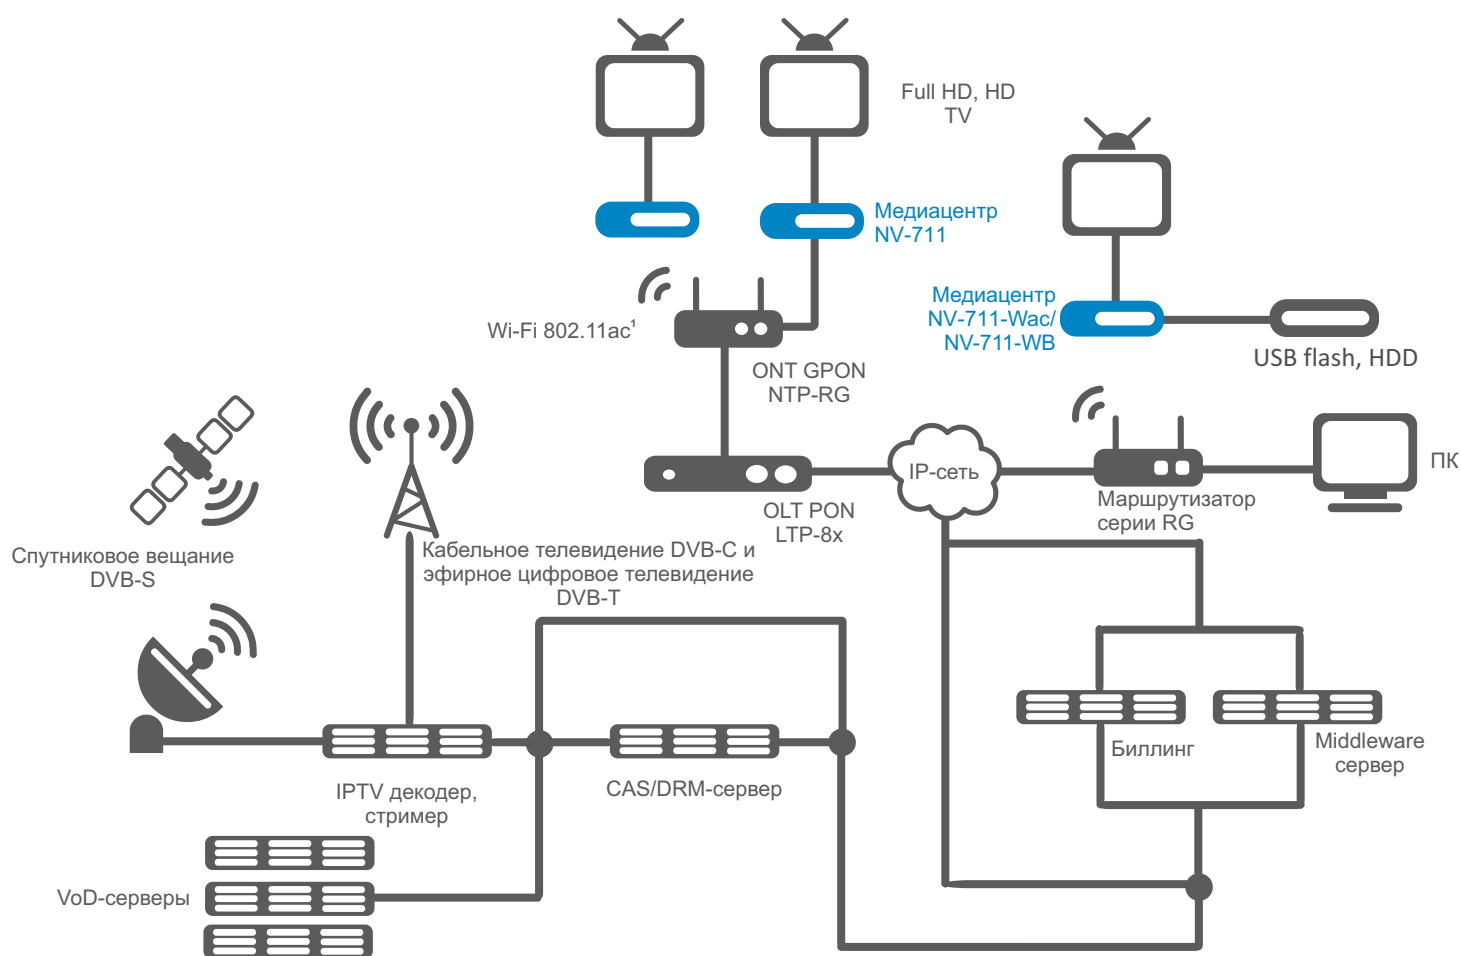 Full HD, HD
TV
Медиацентр
NV-711
Медиацентр
NV-711-Wac/
NV-711-WB
USB flash, HDD
Wi-Fi 802.11ac¹
ONT GPON
NTP-RG
IP-сеть
ПК
Маршрутизатор
серии RG
OLT PON
LTP-8x
Спутниковое вещание
DVB-S
Кабельное телевидение DVB-C и
эфирное цифровое телевидение
DVB-T
Биллинг
Middleware
сервер
IPTV декодер,
стример
CAS/DRM-сервер
VoD-серверы